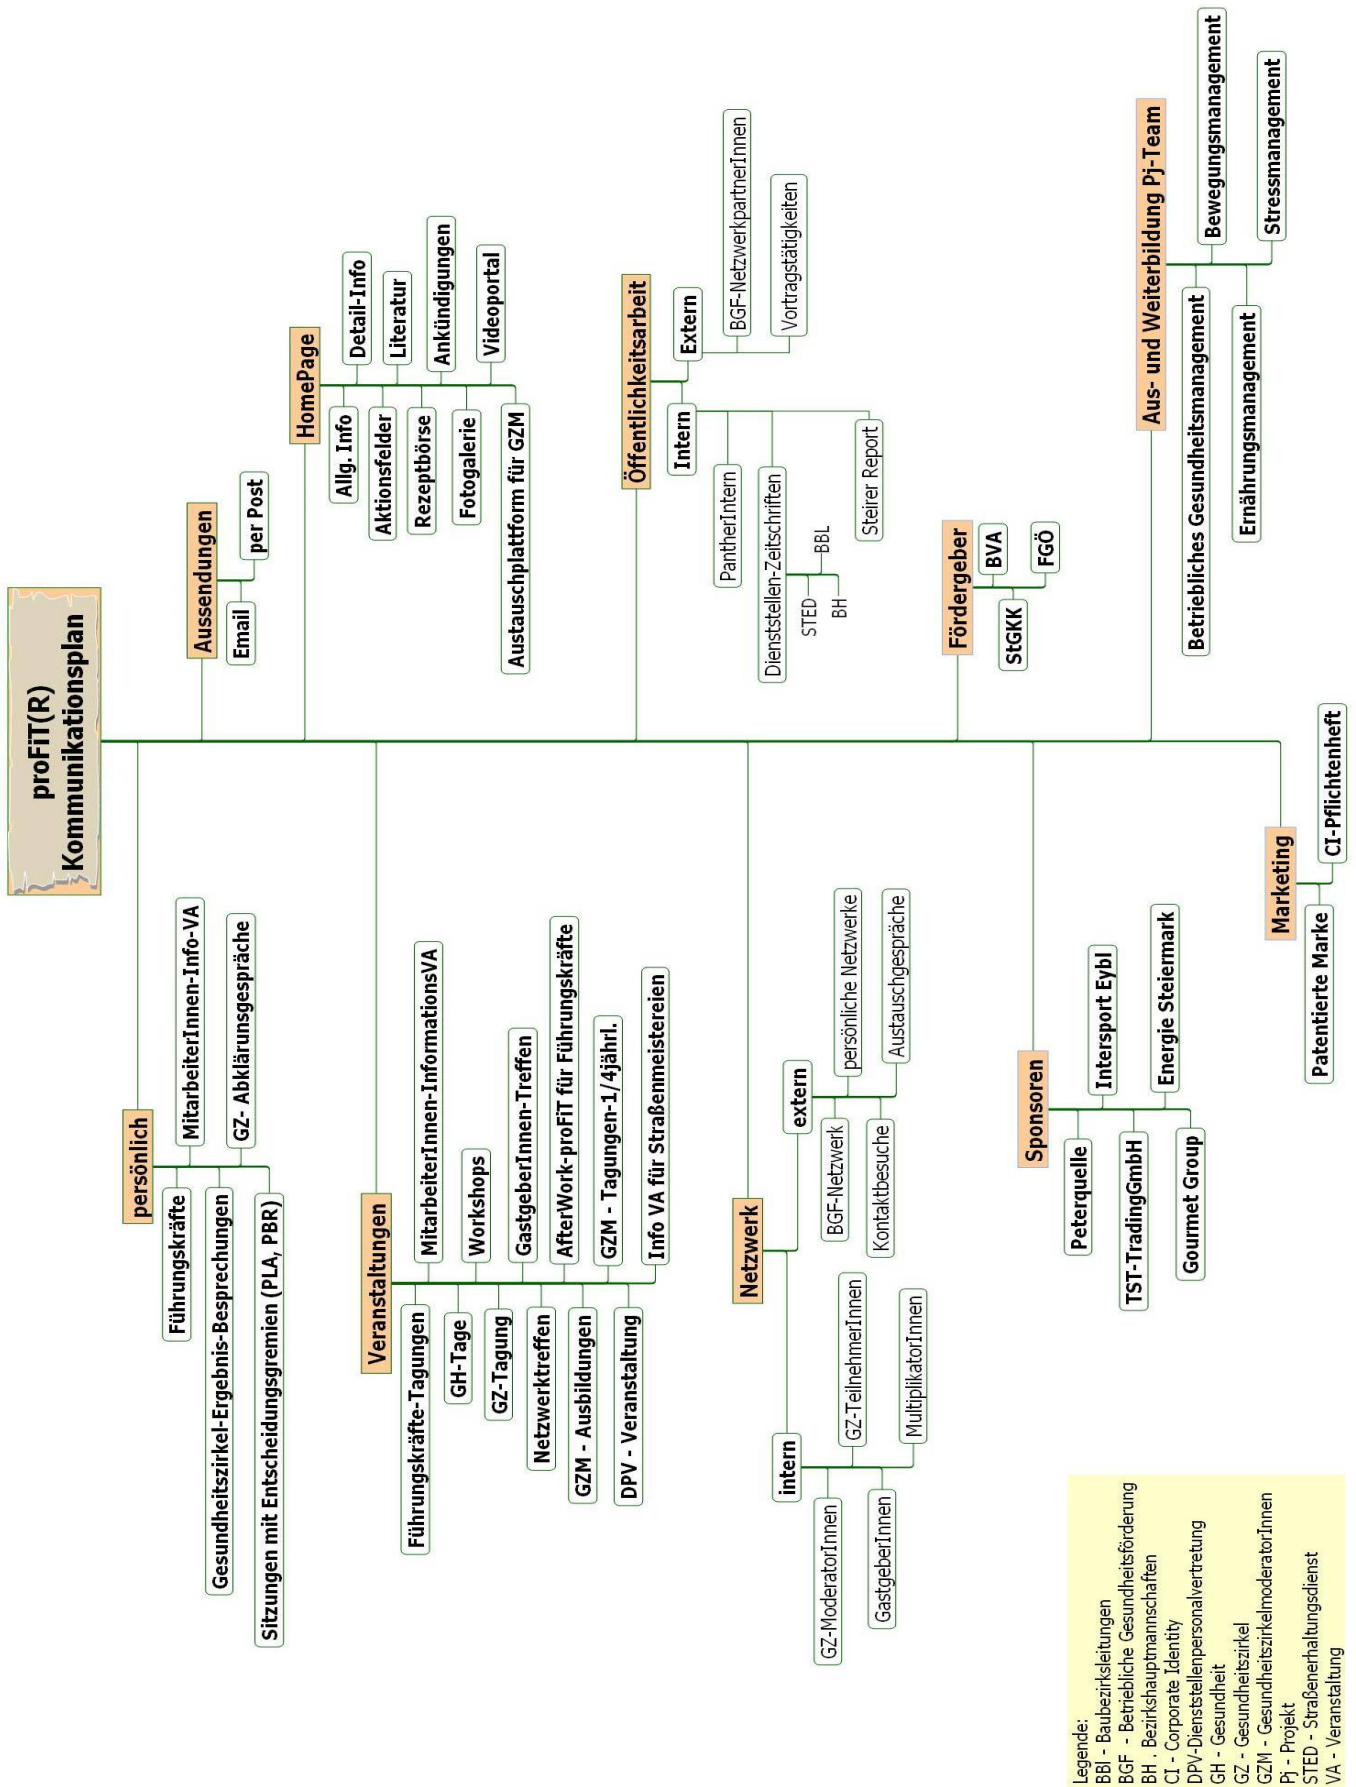 proFiT(R)
Kommunikationsplan
persönlich
Führungskräfte
MitarbeiterInnen-Info-VA
Gesundheitszirkel-Ergebnis-Besprechungen
GZ- Abklärunsgespräche
Sitzungen mit Entscheidungsgremien (PLA, PBR)
Aussendungen
Email
per Post
HomePage
Allg. Info
Detail-Info
Aktionsfelder
Literatur
Rezeptbörse
Ankündigungen
Fotogalerie
Videoportal
Austauschplattform für GZM
Veranstaltungen
Führungskräfte-Tagungen
MitarbeiterInnen-InformationsVA
GH-Tage
Workshops
GZ-Tagung
GastgeberInnen-Treffen
Netzwerktreffen
AfterWork-proFiT für Führungskräfte
GZM - Ausbildungen
GZM - Tagungen-1/4jährl.
DPV - Veranstaltung
Info VA für Straßenmeistereien
Öffentlichkeitsarbeit
Intern
Extern
PantherIntern
Dienststellen-Zeitschriften
STED
BBL
BH
Steirer Report
BGF-NetzwerkpartnerInnen
Vortragstätigkeiten
Netzwerk
intern
extern
GZ-ModeratorInnen
GZ-TeilnehmerInnen
GastgeberInnen
MultiplikatorInnen
BGF-Netzwerk
persönliche Netzwerke
Kontaktbesuche
Austauschgespräche
Fördergeber
BVA
StGKK
FGÖ
Sponsoren
Peterquelle
Intersport Eybl
TST-TradingGmbH
Energie Steiermark
Gourmet Group
Aus- und Weiterbildung Pj-Team
Betriebliches Gesundheitsmanagement
Bewegungsmanagement
Ernährungsmanagement
Stressmanagement
Marketing
Patentierte Marke
CI-Pflichtenheft
Legende:
BBl - Baubezirksleitungen
BGF - Betriebliche Gesundheitsförderung
BH . Bezirkshauptmannschaften
CI - Corporate Identity
DPV-Dienststellenpersonalvertretung
GH - Gesundheit
GZ - Gesundheitszirkel
GZM - GesundheitszirkelmoderatorInnen
Pj - Projekt
STED - Straßenerhaltungsdienst
VA - Veranstaltung